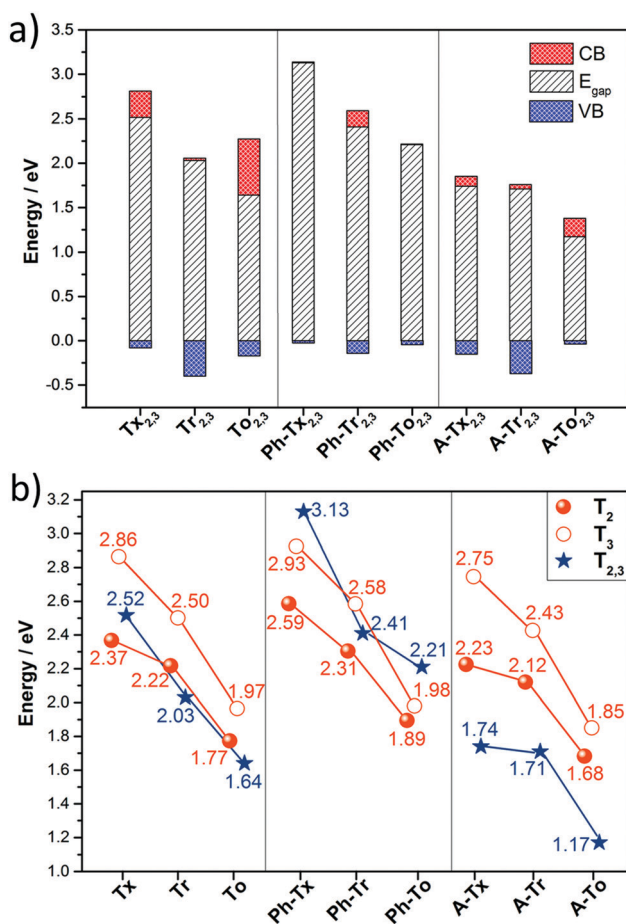 a)
Energy / eV
3.5
3.0
2.5
2.0
1.5
1.0
0.5
0.0
-0.5
CB
E_gap
VB
Tx_2,3
Tr_2,3
To_2,3
Ph-Tx_2,3
Ph-Tr_2,3
Ph-To_2,3
A-Tx_2,3
A-Tr_2,3
A-To_2,3
b)
Energy / eV
3.2
3.0
2.8
2.6
2.4
2.2
2.0
1.8
1.6
1.4
1.2
1.0
T_2
T_3
T_2,3
2.86
2.50
1.97
2.52
2.03
1.64
2.37
2.22
1.77
3.13
2.41
2.21
2.93
2.58
1.98
2.59
2.31
1.89
2.75
2.43
1.85
2.23
2.12
1.68
1.74
1.71
1.17
Tx
Tr
To
Ph-Tx
Ph-Tr
Ph-To
A-Tx
A-Tr
A-To